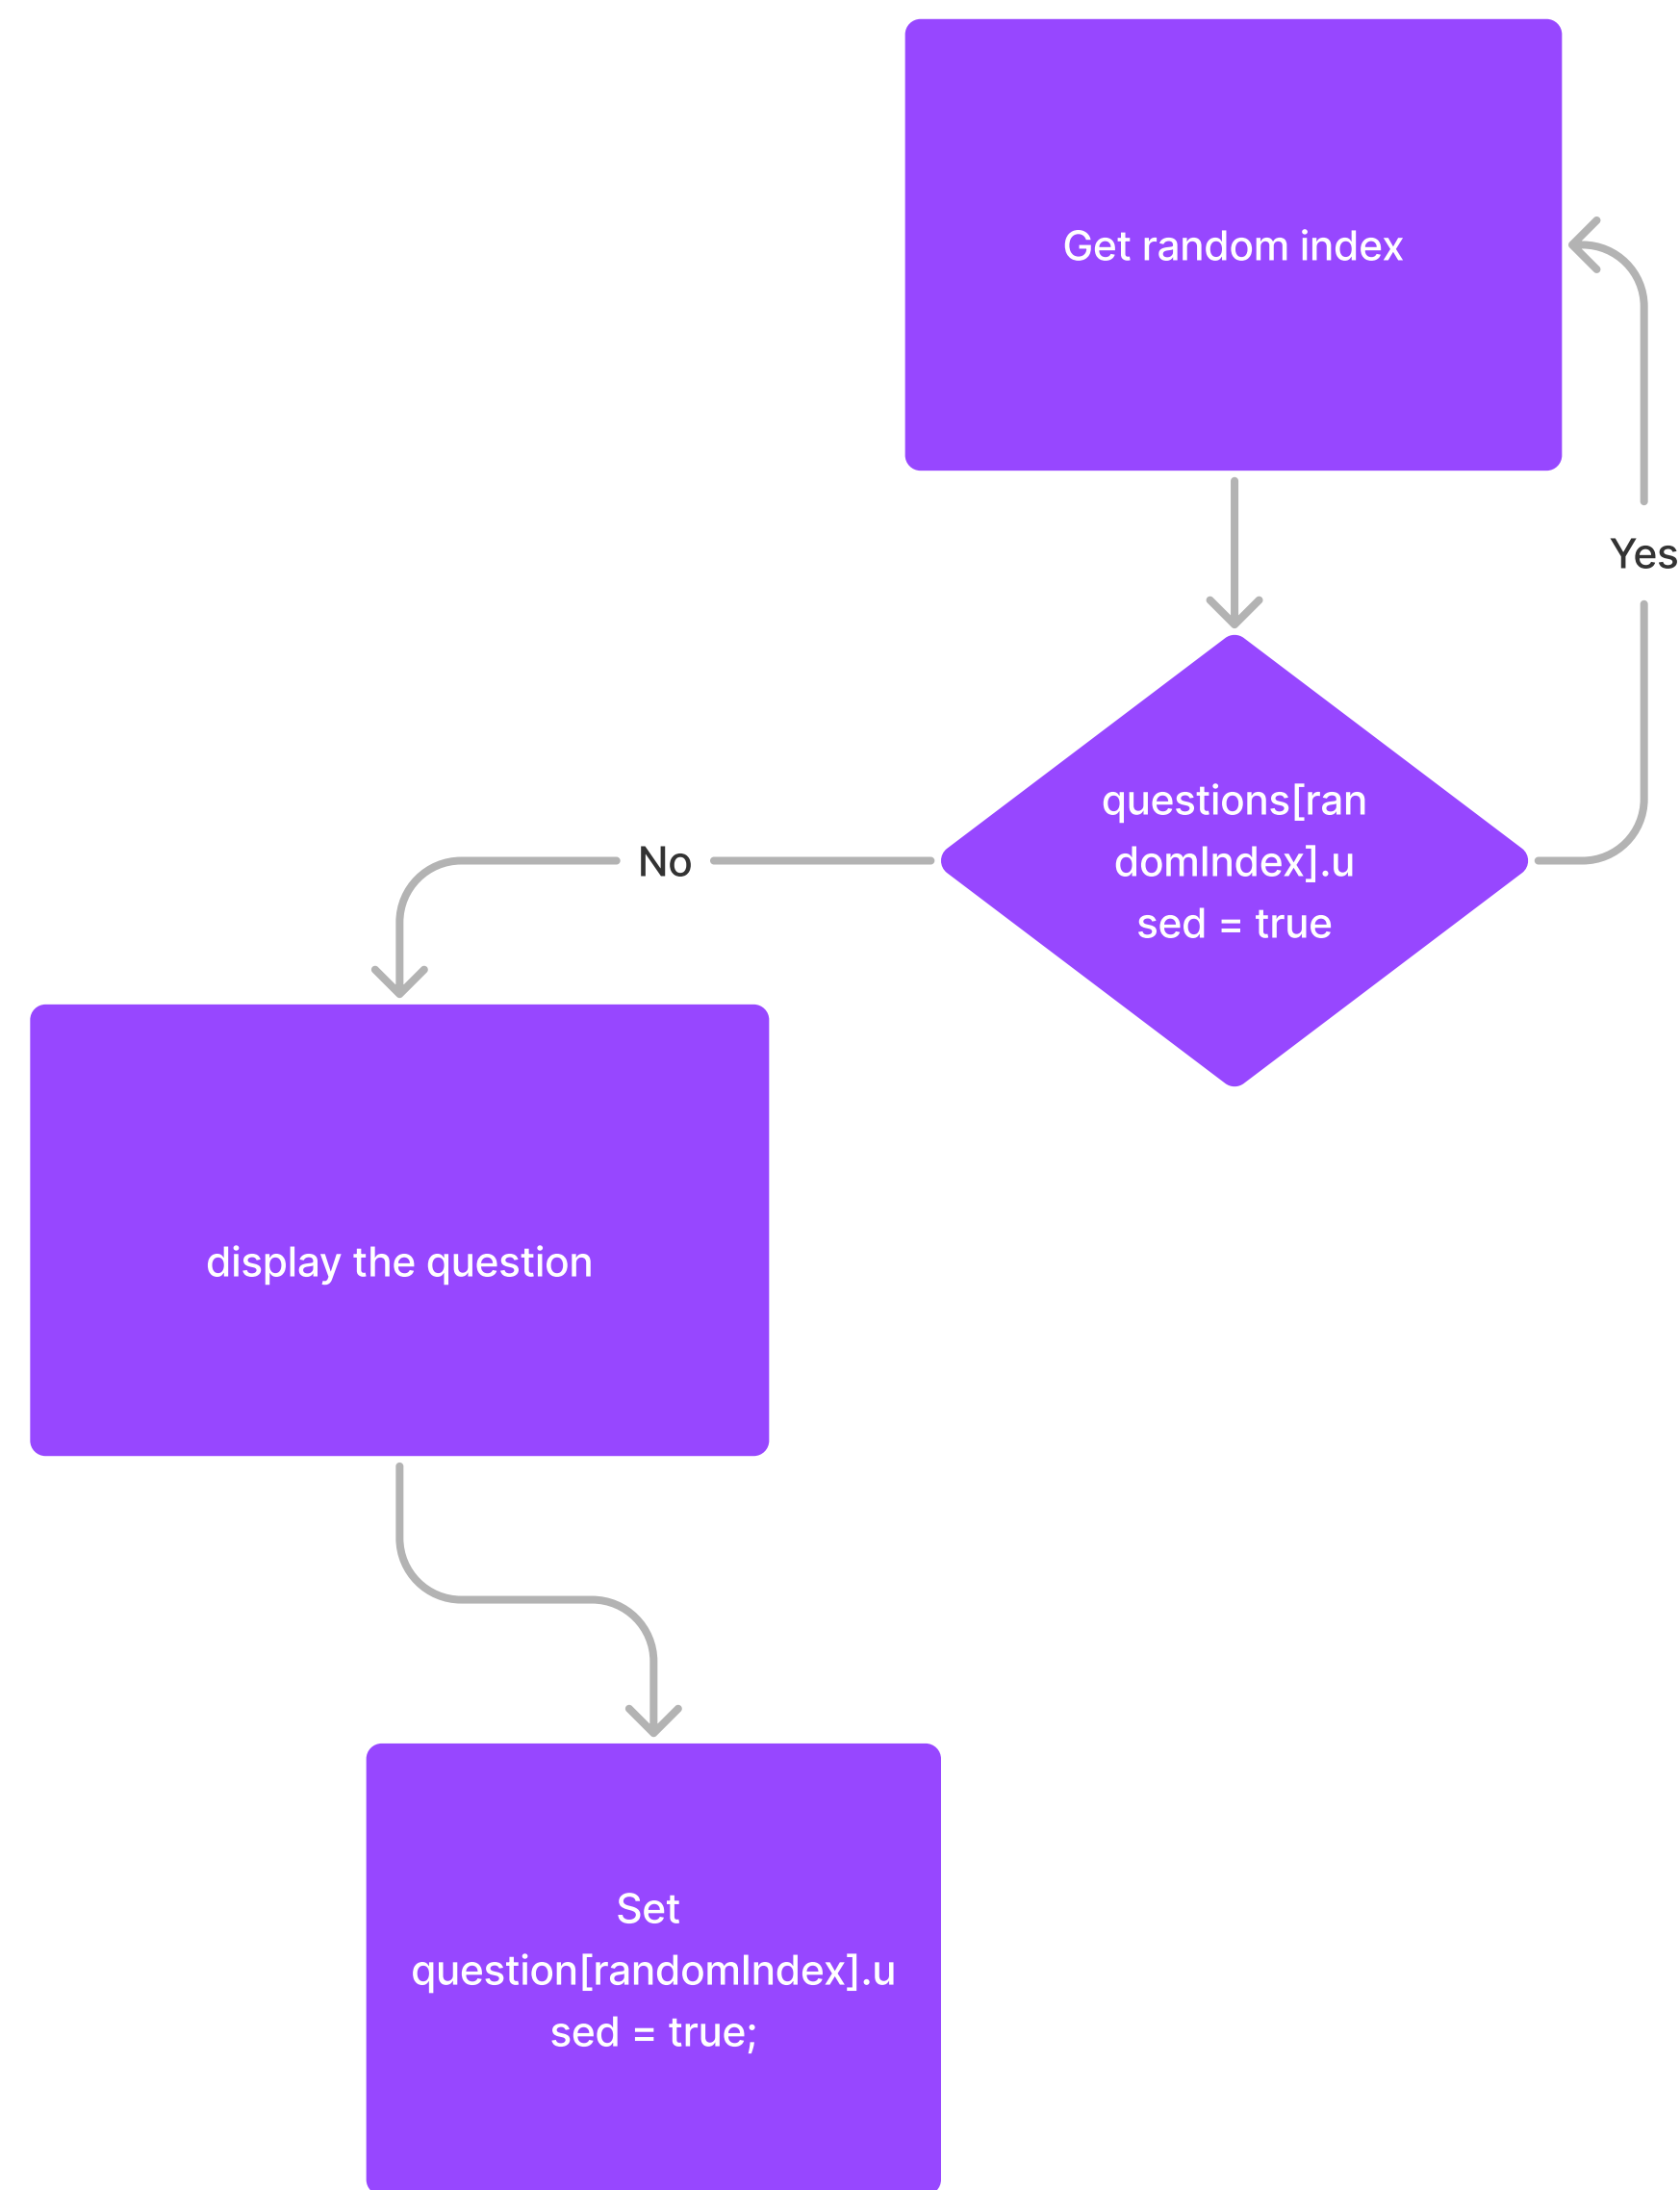 Get random index
Yes
questions[ran
domIndex].u
sed = true
No
display the question
Set
question[randomIndex].u
sed = true;